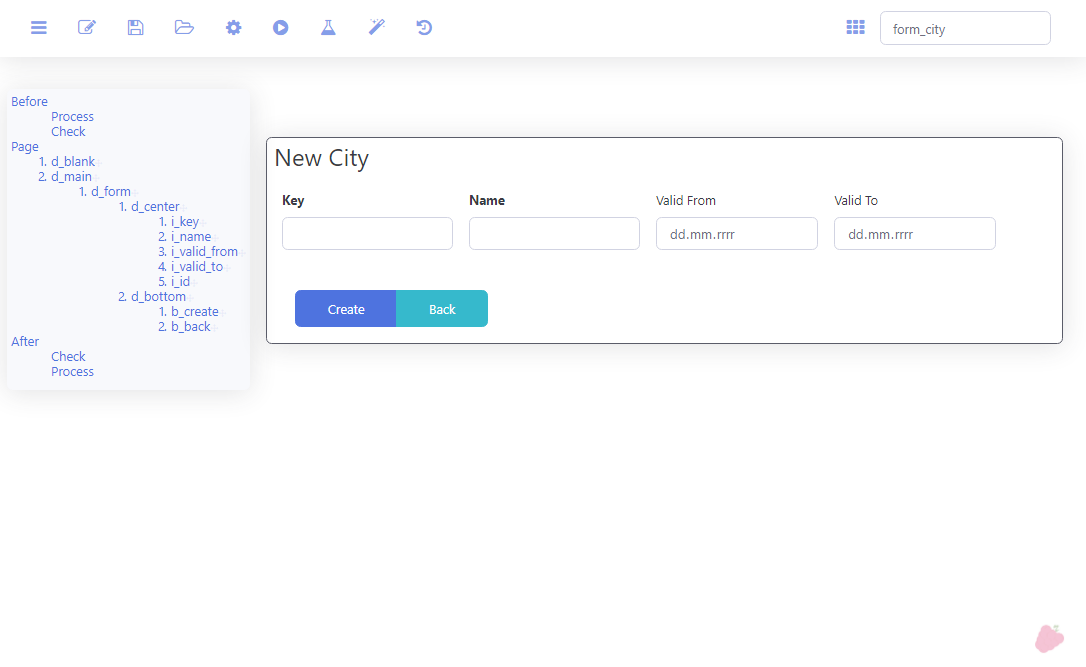 form_city
Before
Process
Check
Page
1. d_blank
2. d_main
1. d_form
1. d_center
1. i_key
2. i_name
3. i_valid_from
4. i_valid_to
5. i_id
2. d_bottom
1. b_create
2. b_back
After
Check
Process
New City
Key Name Valid From Valid To
dd.mm.rrrr dd.mm.rrrr
Create Back